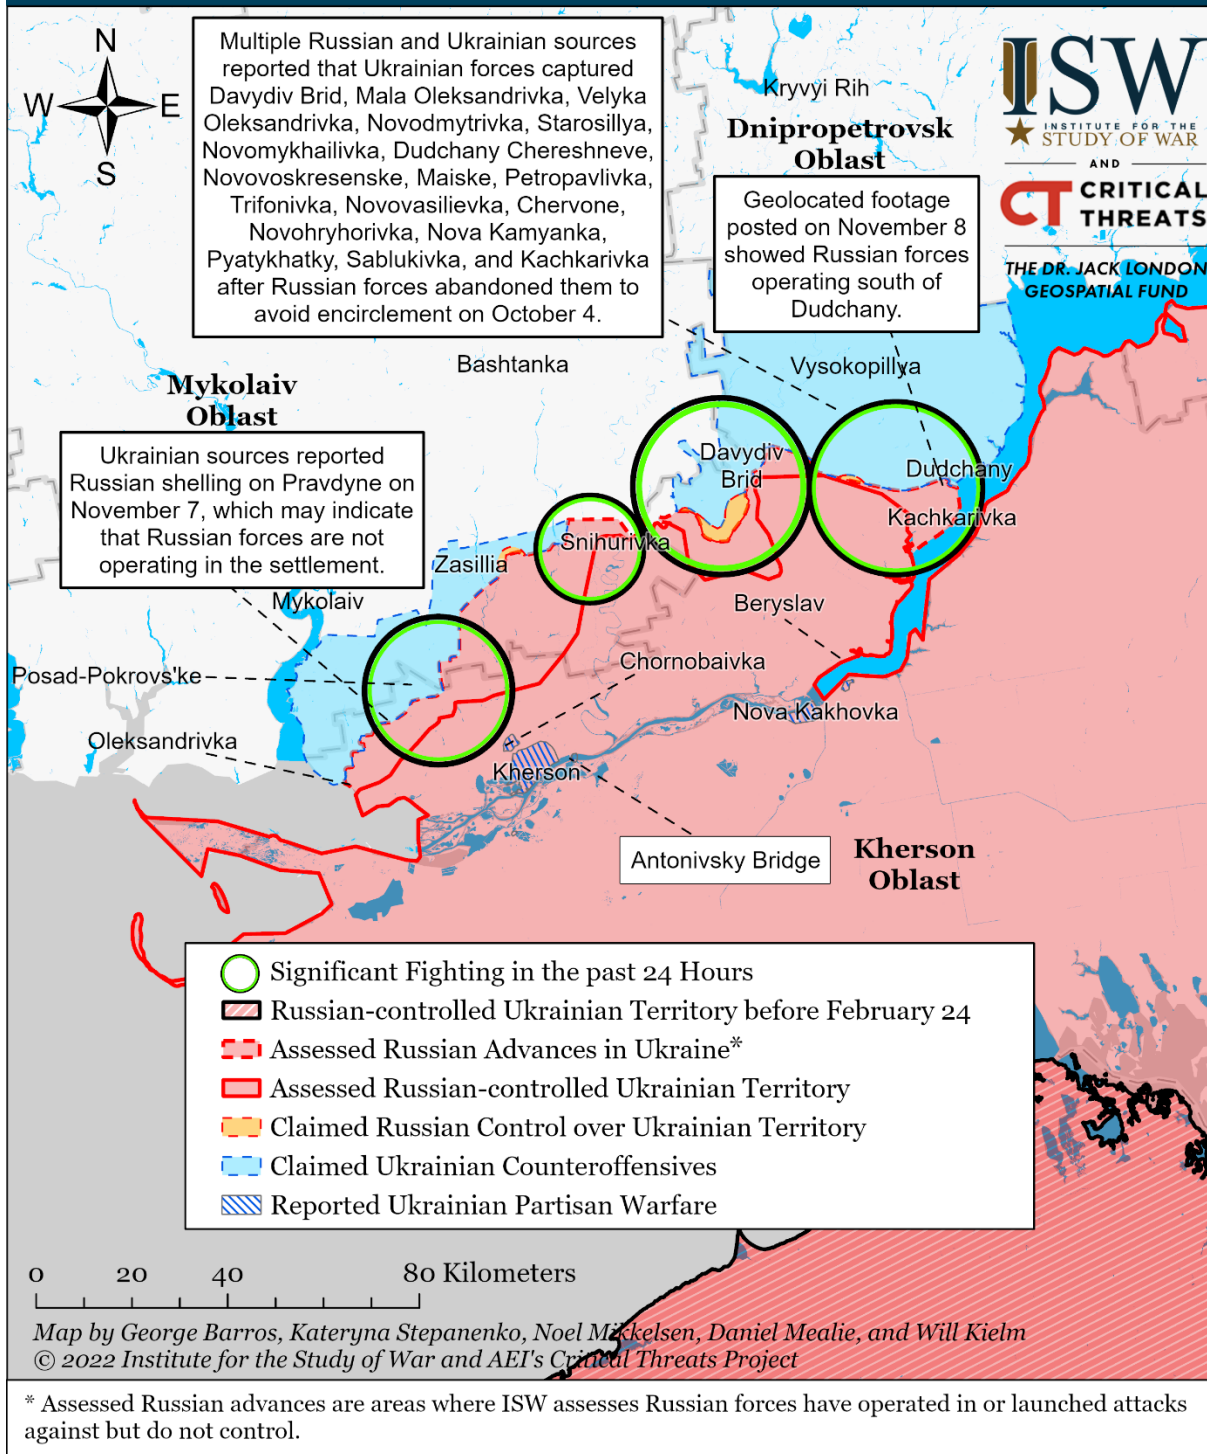 N
W E
S
Multiple Russian and Ukrainian sources
reported that Ukrainian forces captured
Davydiv Brid, Mala Oleksandrivka, Velyka
Oleksandrivka, Novodmytrivka, Starosillya,
Novomykhailivka, Dudchany Chereshneve,
Novovoskresenske, Maiske, Petropavlivka,
Trifonivka, Novovasilievka, Chervone,
Novohryhorivka, Nova Kamyanka,
Pyatykhatky, Sablukivka, and Kachkarivka
after Russian forces abandoned them to
avoid encirclement on October 4.
Kryvyi Rih
Dnipropetrovsk
Oblast
ISW
INSTITUTE FOR THE
STUDY OF WAR
AND
CT CRITICAL
THREATS
THE DR. JACK LONDON
GEOSPATIAL FUND
Geolocated footage
posted on November 8
showed Russian forces
operating south of
Dudchany.
Bashtanka
Vysokopillya
Mykolaiv
Oblast
Ukrainian sources reported
Russian shelling on Pravdyne on
November 7, which may indicate
that Russian forces are not
operating in the settlement.
Davydiv
Brid
Dudchany
Kachkarivka
Snihurivka
Zasillia
Mykolaiv
Beryslav
Chornobaivka
Posad-Pokrovs'ke
Nova Kakhovka
Oleksandrivka
Kherson
Antonivsky Bridge
Kherson
Oblast
Significant Fighting in the past 24 Hours
Russian-controlled Ukrainian Territory before February 24
Assessed Russian Advances in Ukraine*
Assessed Russian-controlled Ukrainian Territory
Claimed Russian Control over Ukrainian Territory
Claimed Ukrainian Counteroffensives
Reported Ukrainian Partisan Warfare
0 20 40 80 Kilometers
Map by George Barros, Kateryna Stepanenko, Noel Mikkelsen, Daniel Mealie, and Will Kielm
© 2022 Institute for the Study of War and AEI's Critical Threats Project
* Assessed Russian advances are areas where ISW assesses Russian forces have operated in or launched attacks
against but do not control.